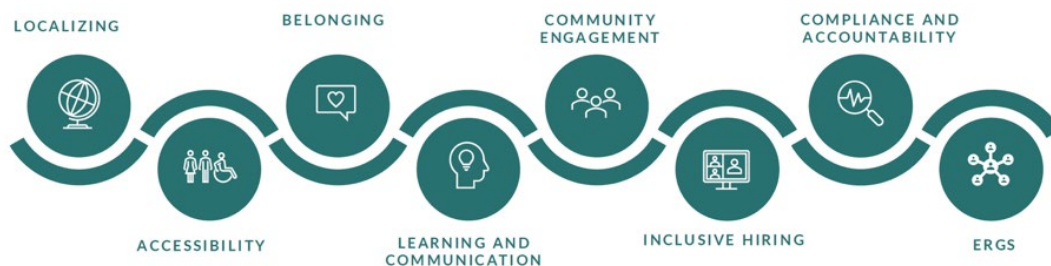 LOCALIZING
BELONGING
COMMUNITY
ENGAGEMENT
COMPLIANCE AND
ACCOUNTABILITY
ACCESSIBILITY
LEARNING AND
COMMUNICATION
INCLUSIVE HIRING
ERGS